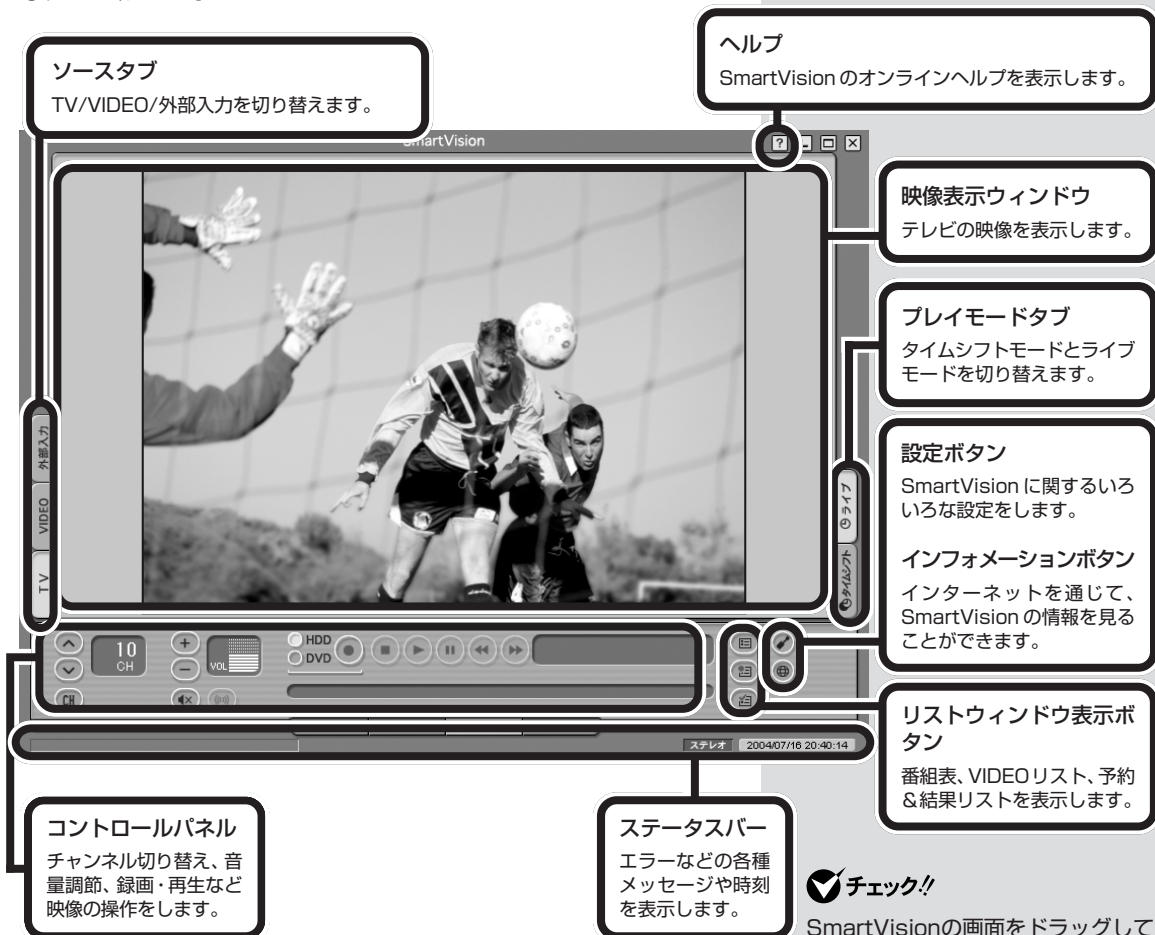 ソースタブ
TV/VIDEO/外部入力を切り替えます。
ヘルプ
SmartVision のオンラインヘルプを表示します。
SmartVision
?
映像表示ウィンドウ
テレビの映像を表示します。
プレイモードタブ
タイムシフトモードとライブ
モードを切り替えます。
設定ボタン
SmartVision に関するいろ
いろな設定をします。
インフォメーションボタン
インターネットを通じて、
SmartVision の情報を見る
ことができます。
リストウィンドウ表示ボ
タン
番組表、VIDEOリスト、予約
&結果リストを表示します。
外部入力
VIDEO
TV
ライブ
タイムシフト
10
CH
CH
VOL
HDD
DVD
ステレオ
2004/07/16 20:40:14
コントロールパネル
チャンネル切り替え、音
量調節、録画・再生など
映像の操作をします。
ステータスバー
エラーなどの各種
メッセージや時刻
を表示します。
チェック!!
SmartVisionの画面をドラッグして